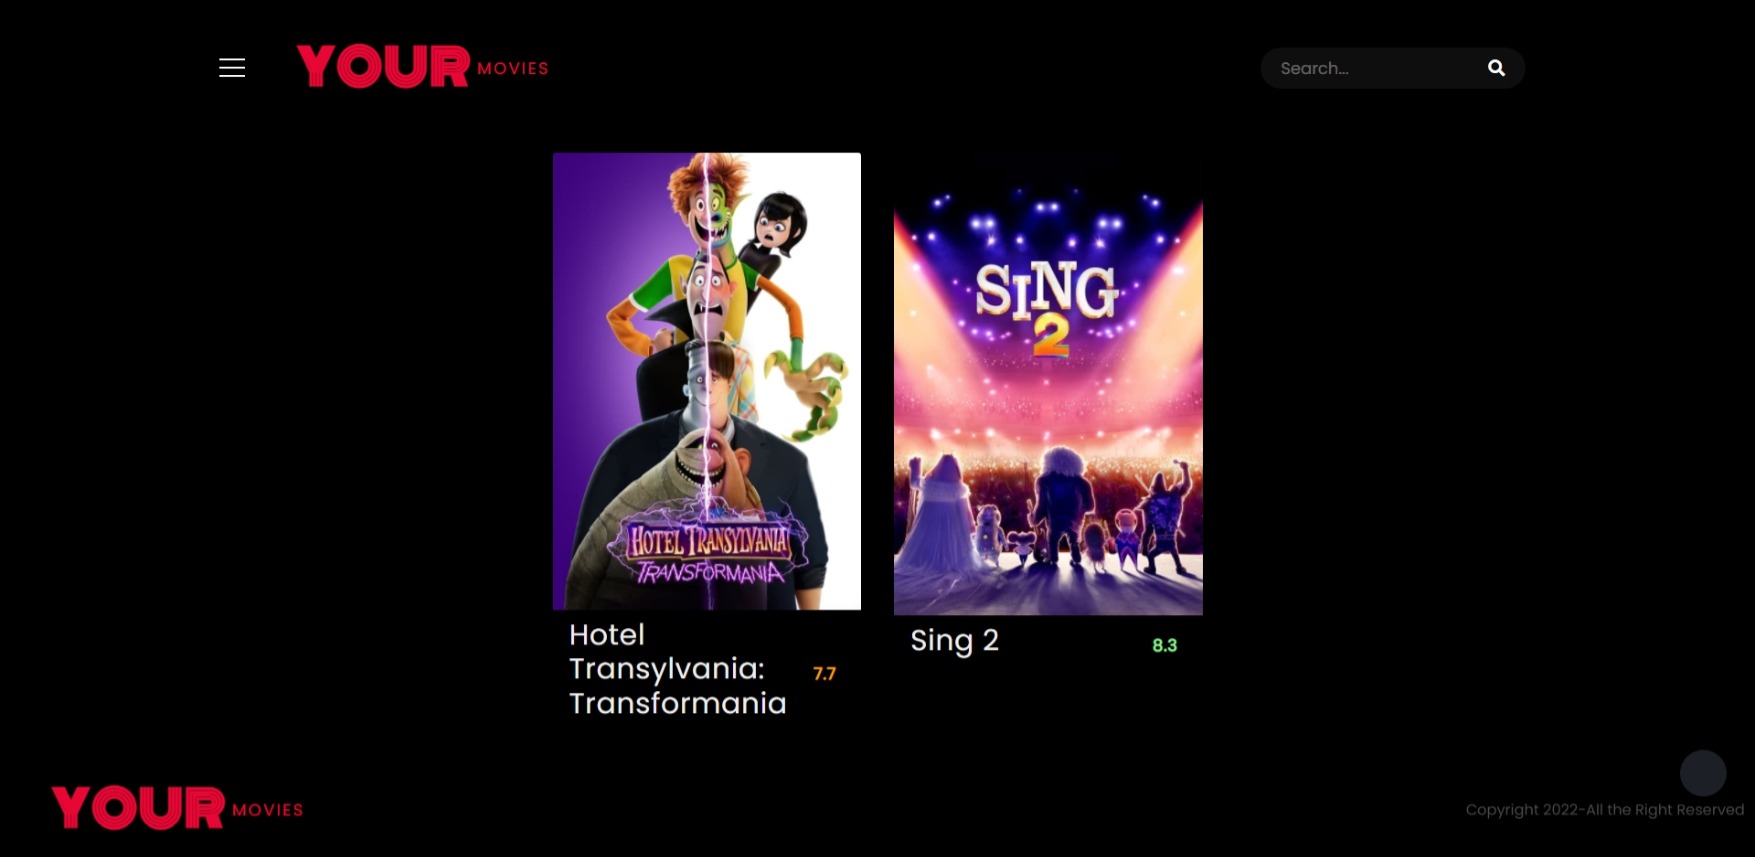 YOUR MOVIES
Search...
HOTEL TRANSYLVANIA
TRANSFORMANIA
SING
2
Hotel
Transylvania:
Transformania
7.7
Sing 2
8.3
YOUR MOVIES
Copyright 2022-All the Right Reserved